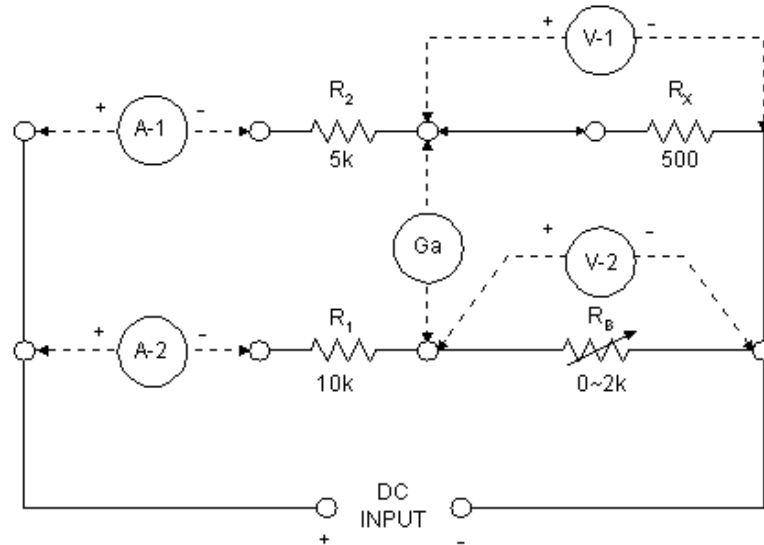 + V-1 -
R2 RX
+ A-1 -
5k 500
Ga
+ V-2 -
+ A-2 - R1 RB
10k 0~2k
DC
INPUT
+ -